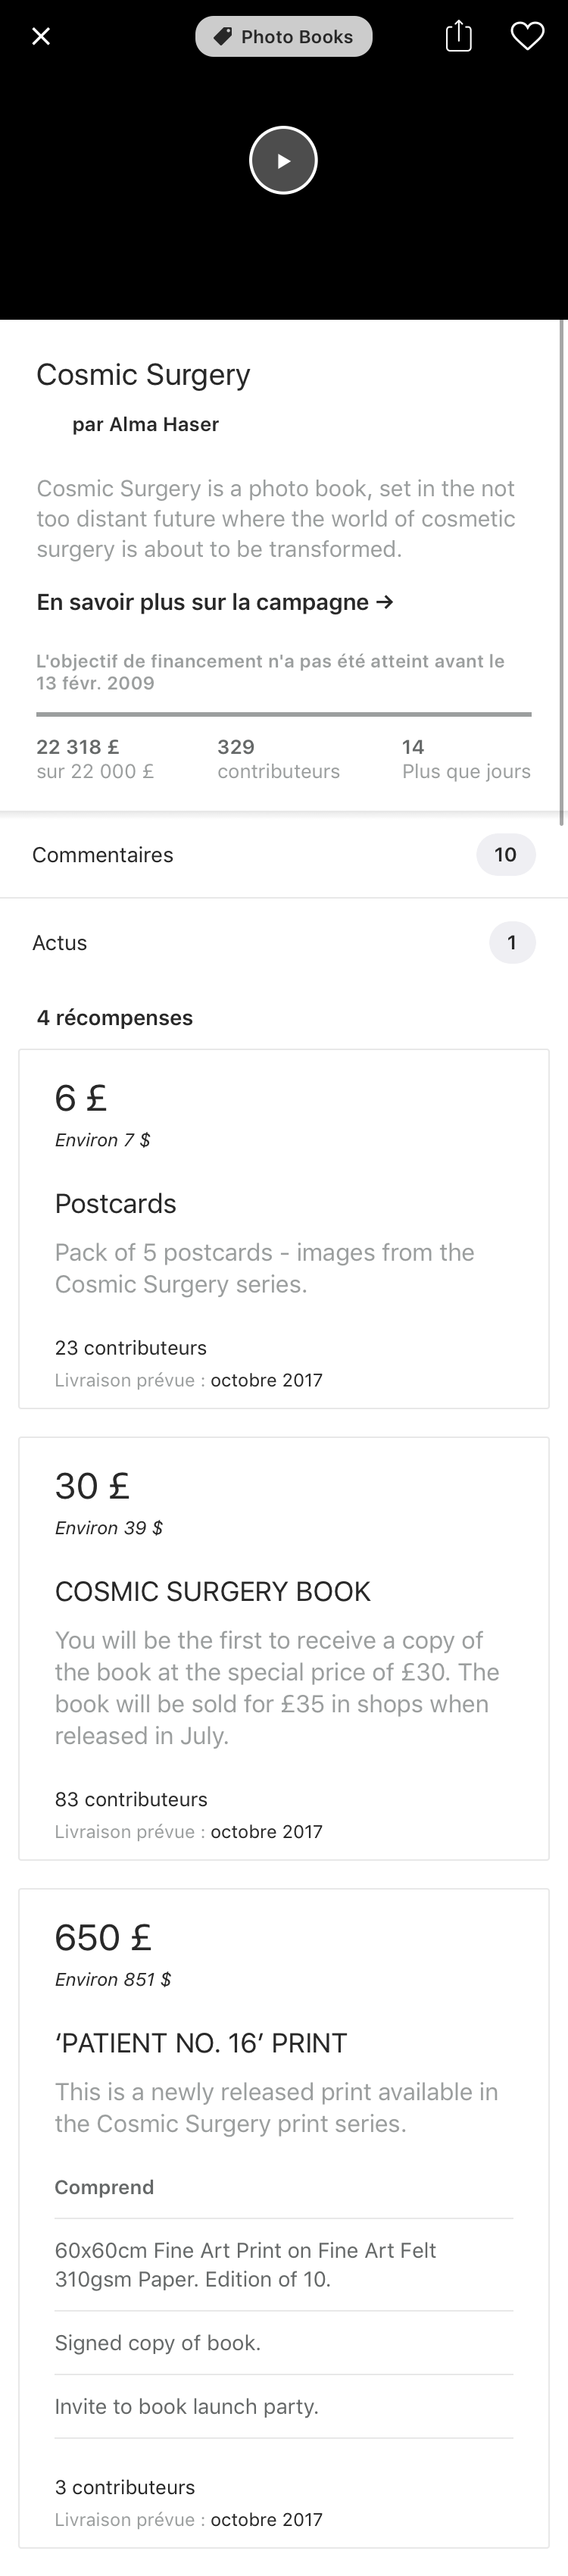 Photo Books
Cosmic Surgery
par Alma Haser
Cosmic Surgery is a photo book, set in the not
too distant future where the world of cosmetic
surgery is about to be transformed.
En savoir plus sur la campagne →
L'objectif de financement n'a pas été atteint avant le
13 févr. 2009
22 318 £ 329 14
sur 22 000 £ contributeurs Plus que jours
Commentaires 10
Actus 1
4 récompenses
6 £
Environ 7 $
Postcards
Pack of 5 postcards - images from the
Cosmic Surgery series.
23 contributeurs
Livraison prévue : octobre 2017
30 £
Environ 39 $
COSMIC SURGERY BOOK
You will be the first to receive a copy of
the book at the special price of £30. The
book will be sold for £35 in shops when
released in July.
83 contributeurs
Livraison prévue : octobre 2017
650 £
Environ 851 $
‘PATIENT NO. 16’ PRINT
This is a newly released print available in
the Cosmic Surgery print series.
Comprend
60x60cm Fine Art Print on Fine Art Felt
310gsm Paper. Edition of 10.
Signed copy of book.
Invite to book launch party.
3 contributeurs
Livraison prévue : octobre 2017